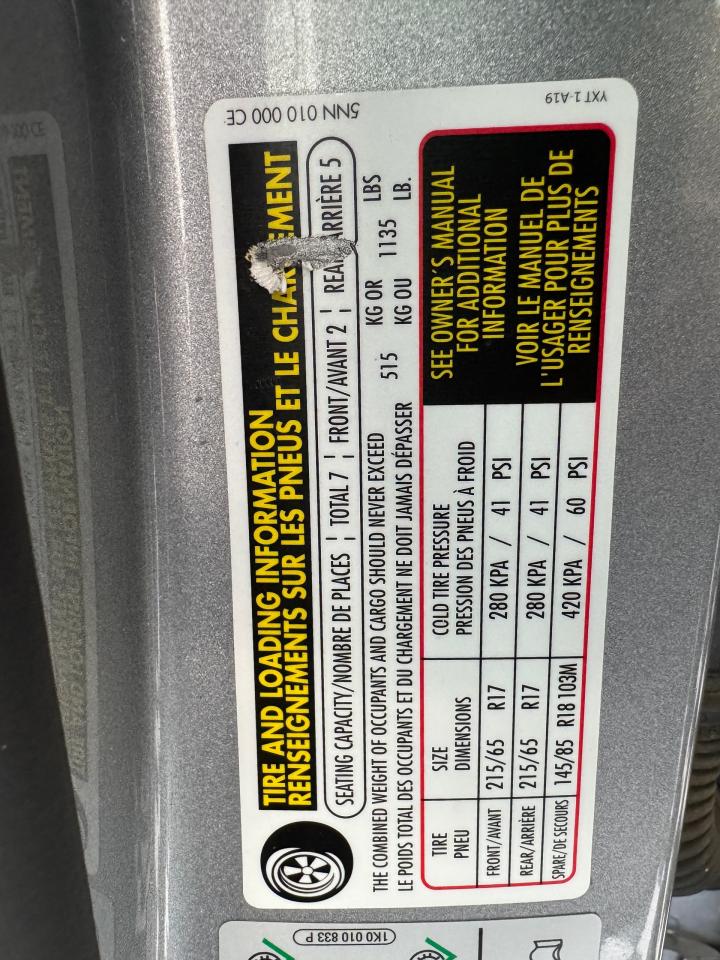 5NN 010 000 CE
YXT 1-A19
TIRE AND LOADING INFORMATION
RENSEIGNEMENTS SUR LES PNEUS ET LE CHARGEMENT
SEATING CAPACITY/NOMBRE DE PLACES ¦ TOTAL 7 ¦ FRONT/AVANT 2 ¦ REAR/ARRIÈRE 5
THE COMBINED WEIGHT OF OCCUPANTS AND CARGO SHOULD NEVER EXCEED 515 KG OR 1135 LBS
LE POIDS TOTAL DES OCCUPANTS ET DU CHARGEMENT NE DOIT JAMAIS DÉPASSER KG OU LB.
TIRE SIZE COLD TIRE PRESSURE
PNEU DIMENSIONS PRESSION DES PNEUS À FROID
FRONT/AVANT 215/65 R17 280 KPA / 41 PSI
REAR/ARRIÈRE 215/65 R17 280 KPA / 41 PSI
SPARE/DE SECOURS 145/85 R18 103M 420 KPA / 60 PSI
SEE OWNER'S MANUAL
FOR ADDITIONAL
INFORMATION
VOIR LE MANUEL DE
L'USAGER POUR PLUS DE
RENSEIGNEMENTS
1K0 010 833 P